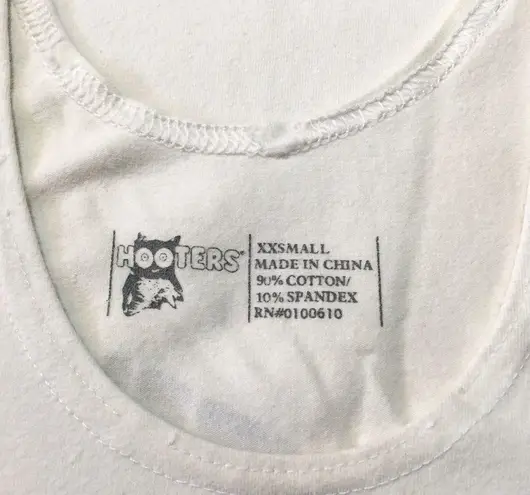 HOOTERS®
XXSMALL
MADE IN CHINA
90% COTTON/
10% SPANDEX
RN#0100610